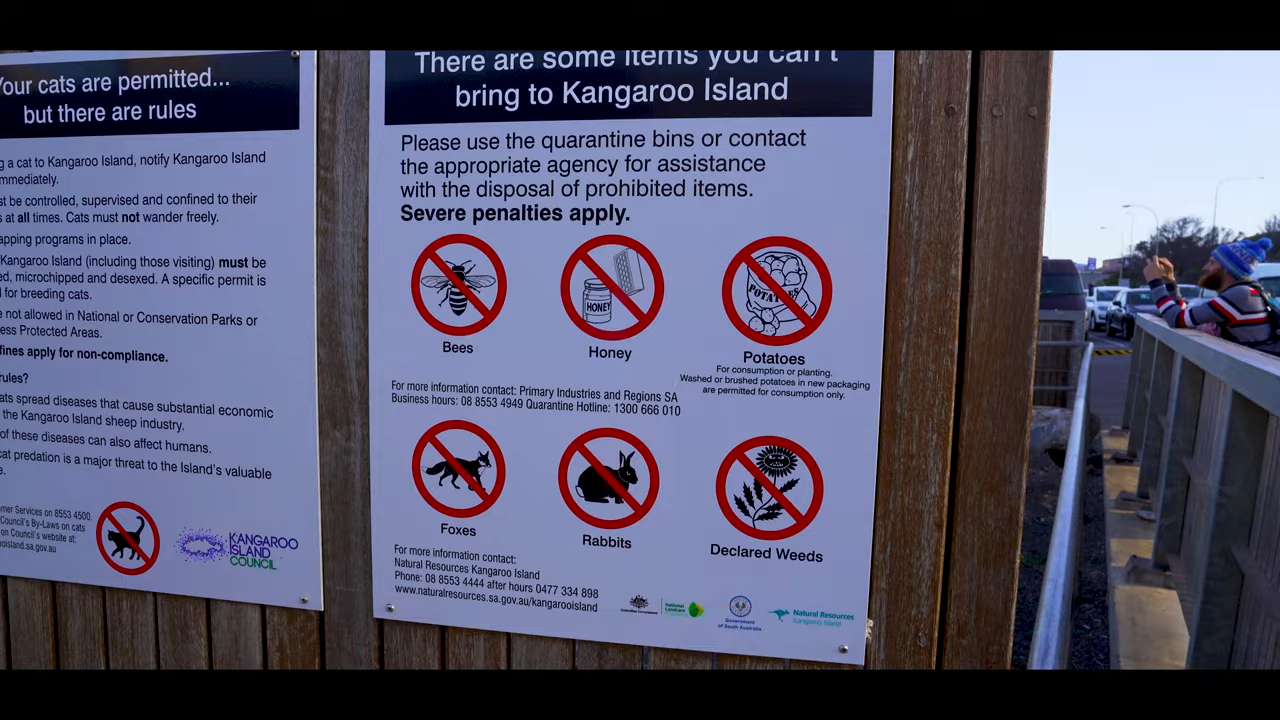 Your cats are permitted...
but there are rules
g a cat to Kangaroo Island, notify Kangaroo Island
mmediately.
st be controlled, supervised and confined to their
s at all times. Cats must not wander freely.
apping programs in place.
Kangaroo Island (including those visiting) must be
ed, microchipped and desexed. A specific permit is
d for breeding cats.
e not allowed in National or Conservation Parks or
ess Protected Areas.
fines apply for non-compliance.
rules?
ats spread diseases that cause substantial economic
the Kangaroo Island sheep industry.
of these diseases can also affect humans.
cat predation is a major threat to the Island's valuable
e.
mer Services on 8553 4500.
Council's By-Laws on cats
on Council's website at:
ooisland.sa.gov.au
KANGAROO
ISLAND
COUNCIL
There are some items you can't
bring to Kangaroo Island
Please use the quarantine bins or contact
the appropriate agency for assistance
with the disposal of prohibited items.
Severe penalties apply.
HONEY
POTATOES
Bees
Honey
Potatoes
For consumption or planting.
Washed or brushed potatoes in new packaging
are permitted for consumption only.
For more information contact: Primary Industries and Regions SA
Business hours: 08 8553 4949 Quarantine Hotline: 1300 666 010
Foxes
Rabbits
Declared Weeds
For more information contact:
Natural Resources Kangaroo Island
Phone: 08 8553 4444 after hours 0477 334 898
www.naturalresources.sa.gov.au/kangarooisland
Australian Government
National
Landcare
Government
of South Australia
Natural Resources
Kangaroo Island